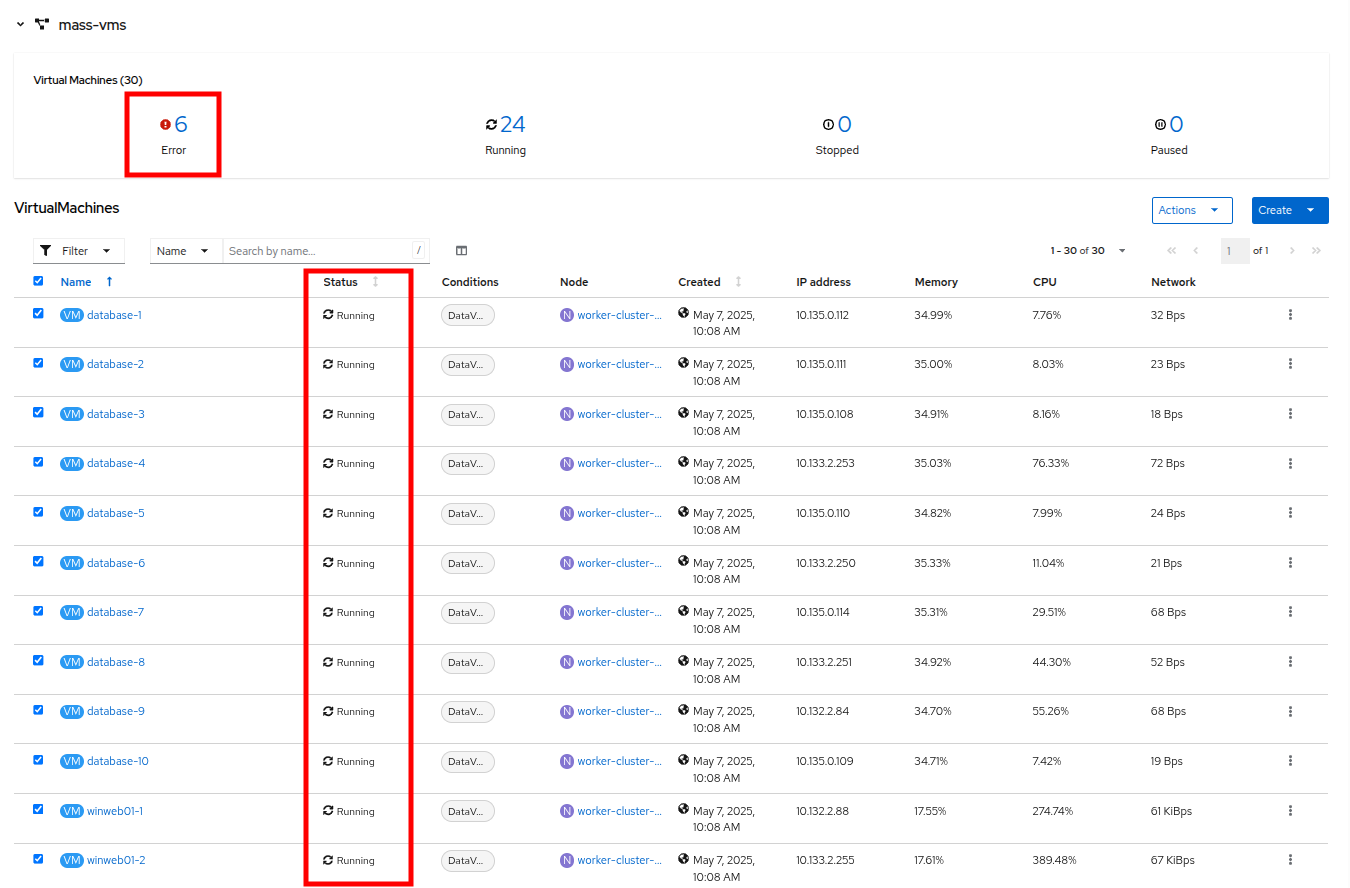 mass-vms
Virtual Machines (30)
6 24 0 0
Error Running Stopped Paused
VirtualMachines
Actions Create
Filter Name Search by name... / 1 - 30 of 30 1 of 1
Name Status Conditions Node Created IP address Memory CPU Network
VM database-1 Running DataV... N worker-cluster-... May 7, 2025, 10.135.0.112 34.99% 7.76% 32 Bps
10:08 AM
VM database-2 Running DataV... N worker-cluster-... May 7, 2025, 10.135.0.111 35.00% 8.03% 23 Bps
10:08 AM
VM database-3 Running DataV... N worker-cluster-... May 7, 2025, 10.135.0.108 34.91% 8.16% 18 Bps
10:08 AM
VM database-4 Running DataV... N worker-cluster-... May 7, 2025, 10.133.2.253 35.03% 76.33% 72 Bps
10:08 AM
VM database-5 Running DataV... N worker-cluster-... May 7, 2025, 10.135.0.110 34.82% 7.99% 24 Bps
10:08 AM
VM database-6 Running DataV... N worker-cluster-... May 7, 2025, 10.133.2.250 35.33% 11.04% 21 Bps
10:08 AM
VM database-7 Running DataV... N worker-cluster-... May 7, 2025, 10.135.0.114 35.31% 29.51% 68 Bps
10:08 AM
VM database-8 Running DataV... N worker-cluster-... May 7, 2025, 10.133.2.251 34.92% 44.30% 52 Bps
10:08 AM
VM database-9 Running DataV... N worker-cluster-... May 7, 2025, 10.132.2.84 34.70% 55.26% 68 Bps
10:08 AM
VM database-10 Running DataV... N worker-cluster-... May 7, 2025, 10.135.0.109 34.71% 7.42% 19 Bps
10:08 AM
VM winweb01-1 Running DataV... N worker-cluster-... May 7, 2025, 10.132.2.88 17.55% 274.74% 61 KiBps
10:08 AM
VM winweb01-2 Running DataV... N worker-cluster-... May 7, 2025, 10.133.2.255 17.61% 389.48% 67 KiBps
10:08 AM